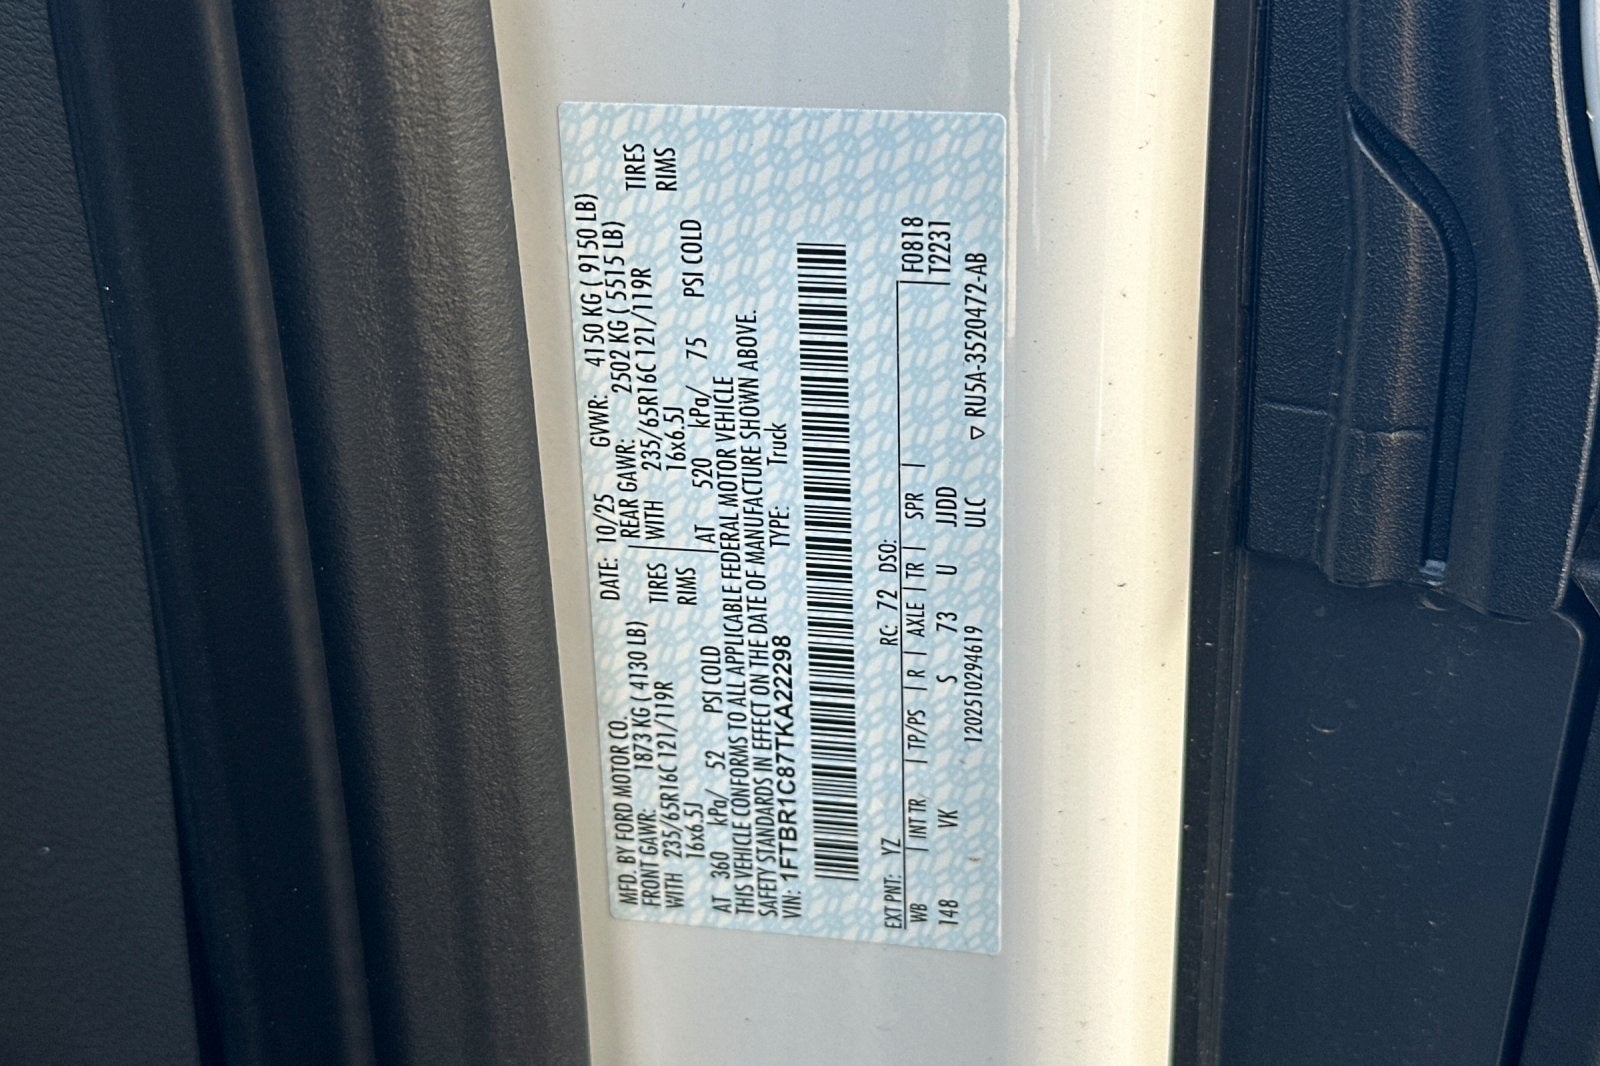 MFD. BY FORD MOTOR CO.
DATE: 10/25 GVWR: 4150 KG ( 9150 LB)
FRONT GAWR: 1873 KG ( 4130 LB) REAR GAWR: 2502 KG ( 5515 LB)
WITH 235/65R16C 121/119R TIRES WITH 235/65R16C 121/119R TIRES
16x6.5J RIMS 16x6.5J RIMS
AT 360 kPa/ 52 PSI COLD AT 520 kPa/ 75 PSI COLD
THIS VEHICLE CONFORMS TO ALL APPLICABLE FEDERAL MOTOR VEHICLE
SAFETY STANDARDS IN EFFECT ON THE DATE OF MANUFACTURE SHOWN ABOVE.
VIN: 1FTBR1C87TKA22298 TYPE: Truck
EXT PNT: YZ RC: 72 DSO: F0818
WB INT TR TP/PS R AXLE TR SPR T2231
148 VK S 73 U JJDD
120251029461​9 ULC ▽ RU5A-3520472-AB